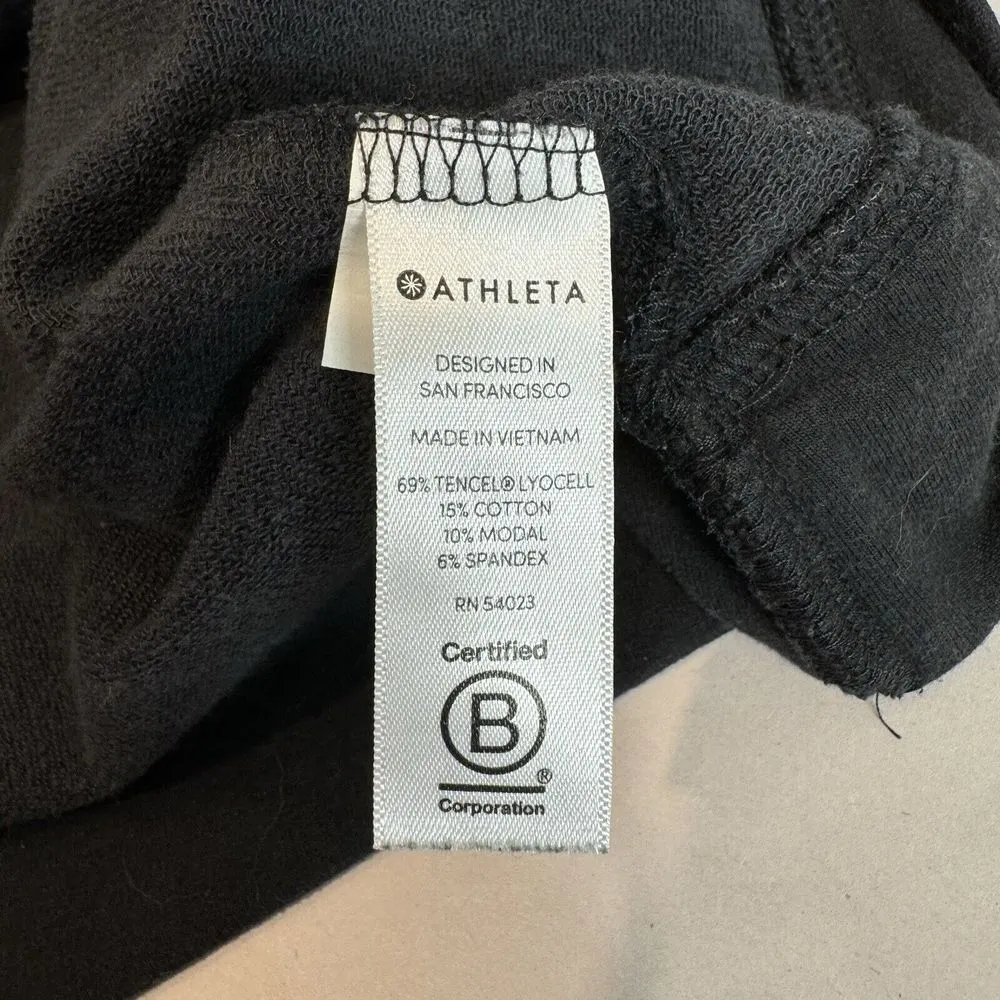 ATHLETA
DESIGNED IN
SAN FRANCISCO
MADE IN VIETNAM
69% TENCEL® LYOCELL
15% COTTON
10% MODAL
6% SPANDEX
RN 54023
Certified
B
®
Corporation